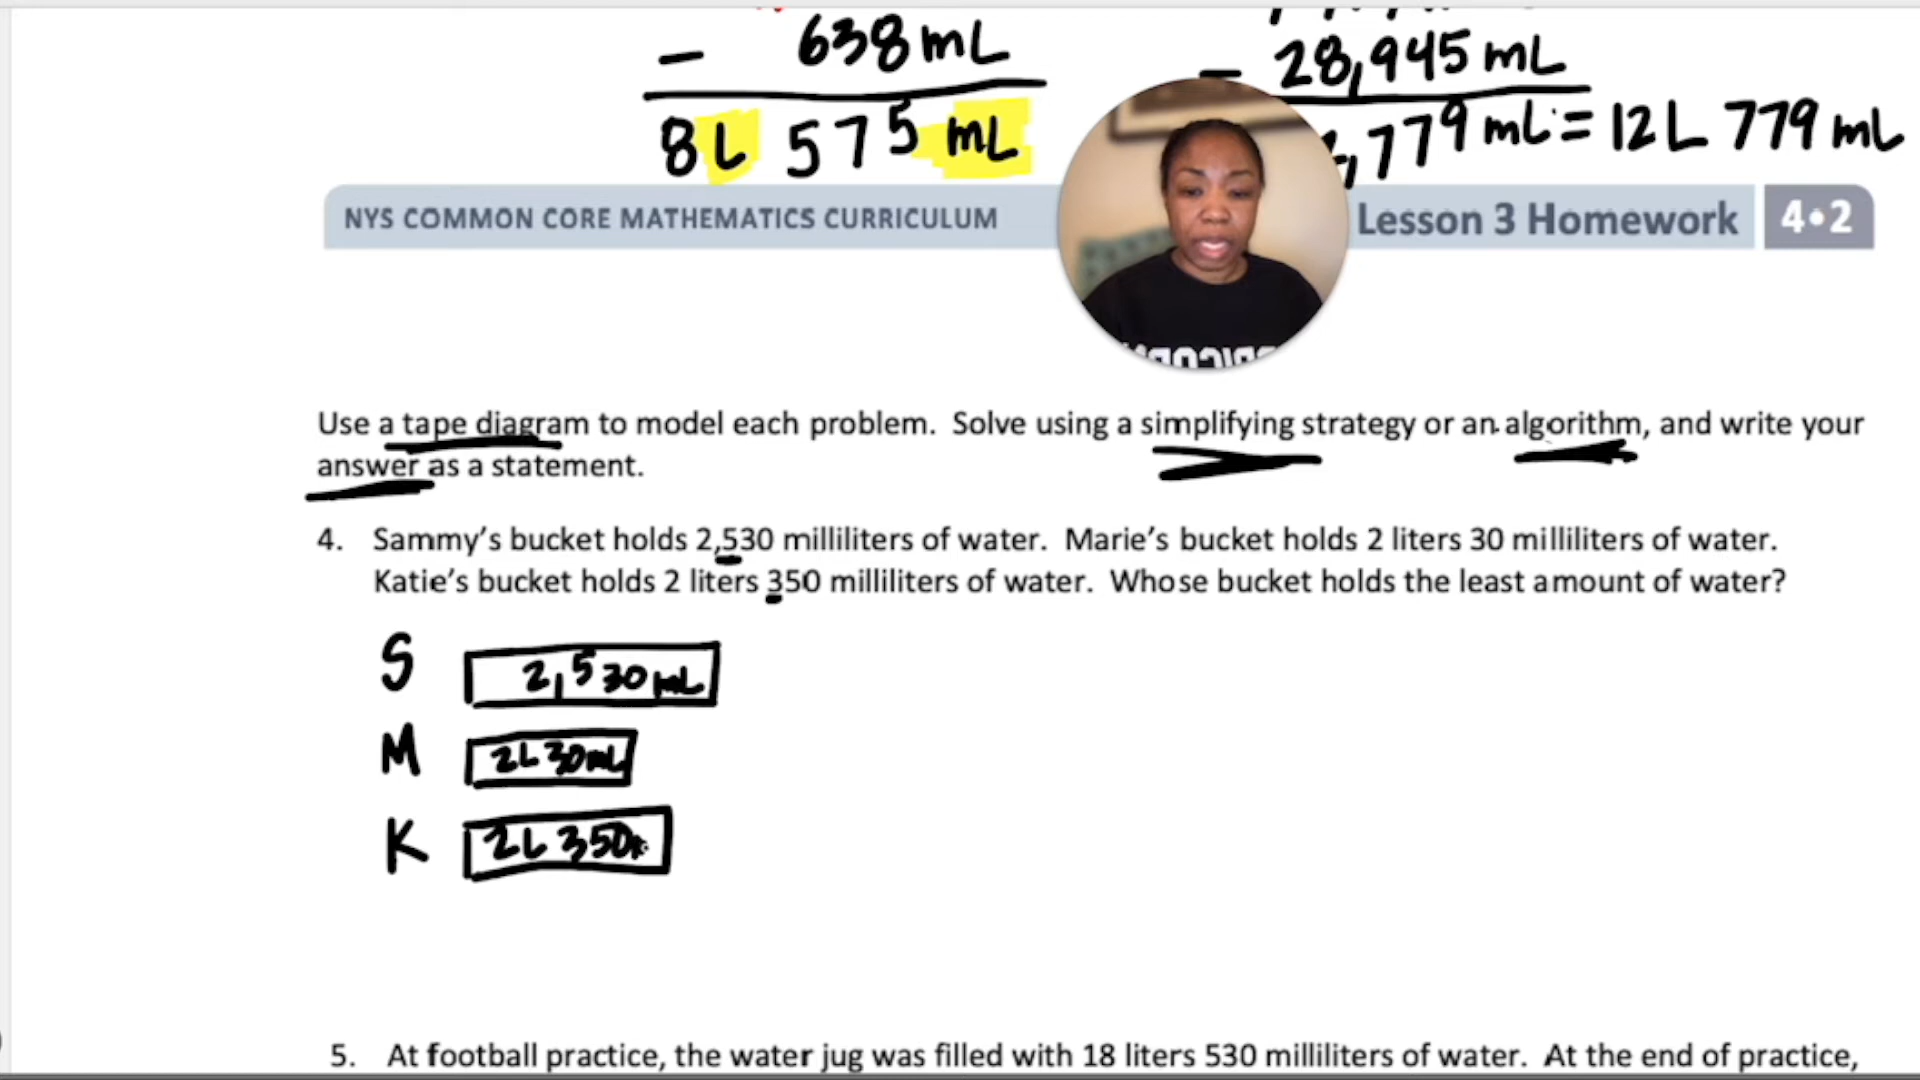 - 638 mL
8 L 575 mL
- 28,945 mL
,779 mL = 12 L 779 mL
NYS COMMON CORE MATHEMATICS CURRICULUM
Lesson 3 Homework 4•2
Use a tape diagram to model each problem. Solve using a simplifying strategy or an algorithm, and write your
answer as a statement.
4. Sammy's bucket holds 2,530 milliliters of water. Marie's bucket holds 2 liters 30 milliliters of water.
Katie's bucket holds 2 liters 350 milliliters of water. Whose bucket holds the least amount of water?
S 2,530 mL
M 2L 30mL
K 2L 350
5. At football practice, the water jug was filled with 18 liters 530 milliliters of water. At the end of practice,